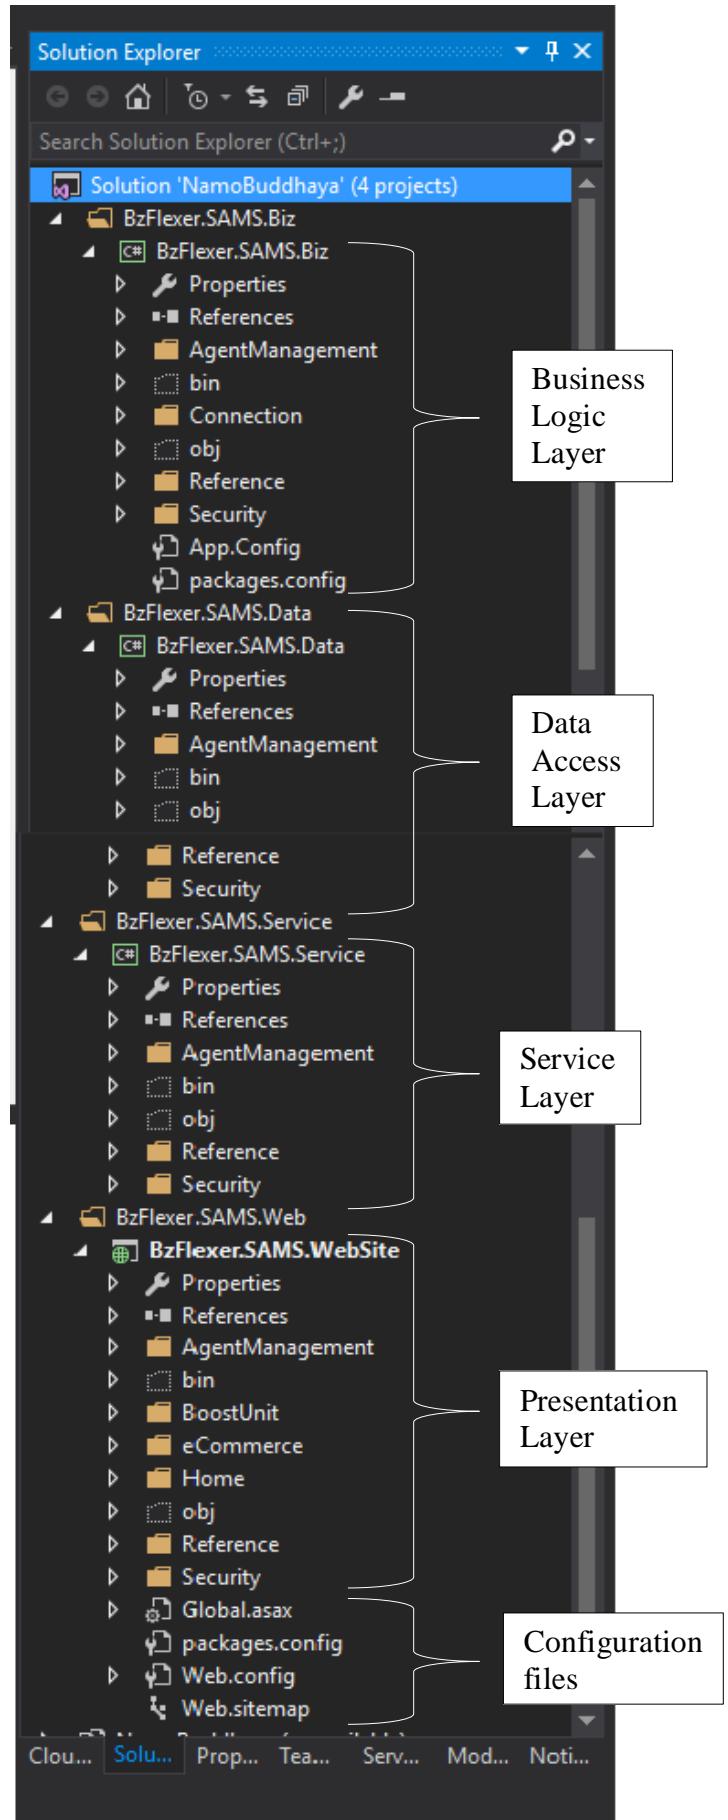 Solution Explorer
Search Solution Explorer (Ctrl+;)
Solution 'NamoBuddhaya' (4 projects)
BzFlexer.SAMS.Biz
C# BzFlexer.SAMS.Biz
Properties
References
AgentManagement
bin
Connection
obj
Reference
Security
App.Config
packages.config
Business
Logic
Layer
BzFlexer.SAMS.Data
C# BzFlexer.SAMS.Data
Properties
References
AgentManagement
bin
obj
Reference
Security
Data
Access
Layer
BzFlexer.SAMS.Service
C# BzFlexer.SAMS.Service
Properties
References
AgentManagement
bin
obj
Reference
Security
Service
Layer
BzFlexer.SAMS.Web
BzFlexer.SAMS.WebSite
Properties
References
AgentManagement
bin
BoostUnit
eCommerce
Home
obj
Reference
Security
Presentation
Layer
Global.asax
packages.config
Web.config
Web.sitemap
Configuration
files
Clou... Solu... Prop... Tea... Serv... Mod... Noti...